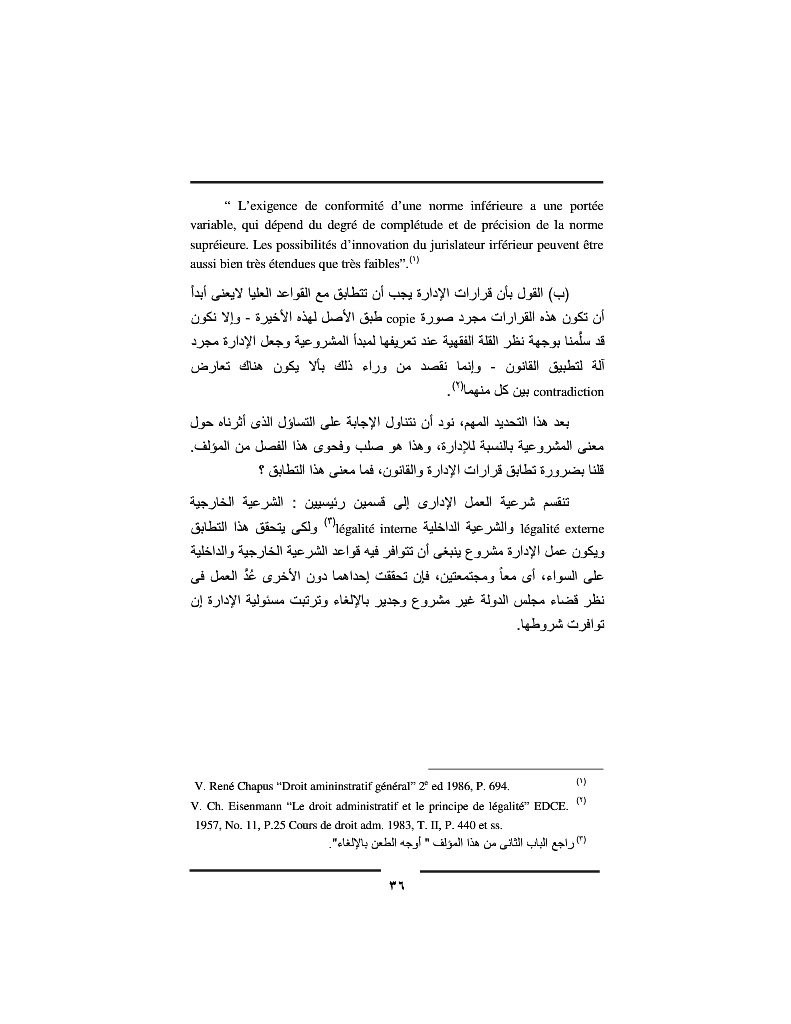 “ L’exigence de conformité d’une norme inférieure a une portée
variable, qui dépend du degré de complétude et de précision de la norme
supréieure. Les possibilités d’innovation du jurislateur irférieur peuvent être
aussi bien très étendues que très faibles”.(١)
(ب) القول بأن قرارات الإدارة يجب أن تتطابق مع القواعد العليا لايعنى أبدأ
أن تكون هذه القرارات مجرد صورة copie طبق الأصل لهذه الأخيرة - وإلا نكون
قد سلَّمنا بوجهة نظر القلة الفقهية عند تعريفها لمبدأ المشروعية وجعل الإدارة مجرد
آلة لتطبيق القانون - وإنما نقصد من وراء ذلك بألا يكون هناك تعارض
contradiction بين كل منهما(٢).
بعد هذا التحديد المهم، نود أن نتناول الإجابة على التساؤل الذى أثرناه حول
معنى المشروعية بالنسبة للإدارة، وهذا هو صلب وفحوى هذا الفصل من المؤلف.
قلنا بضرورة تطابق قرارات الإدارة والقانون، فما معنى هذا التطابق ؟
تنقسم شرعية العمل الإدارى إلى قسمين رئيسيين : الشرعية الخارجية
légalité externe والشرعية الداخلية légalité interne(٣) ولكى يتحقق هذا التطابق
ويكون عمل الإدارة مشروع ينبغى أن تتوافر فيه قواعد الشرعية الخارجية والداخلية
على السواء، أى معاً ومجتمعتين، فإن تحققت إحداهما دون الأخرى عُدَّ العمل فى
نظر قضاء مجلس الدولة غير مشروع وجدير بالإلغاء وترتبت مسئولية الإدارة إن
توافرت شروطها.
(١) V. René Chapus “Droit amininstratif général” 2e ed 1986, P. 694.
(٢) V. Ch. Eisenmann “Le droit administratif et le principe de légalité” EDCE.
1957, No. 11, P.25 Cours de droit adm. 1983, T. II, P. 440 et ss.
(٣) راجع الباب الثانى من هذا المؤلف " أوجه الطعن بالإلغاء".
٣٦